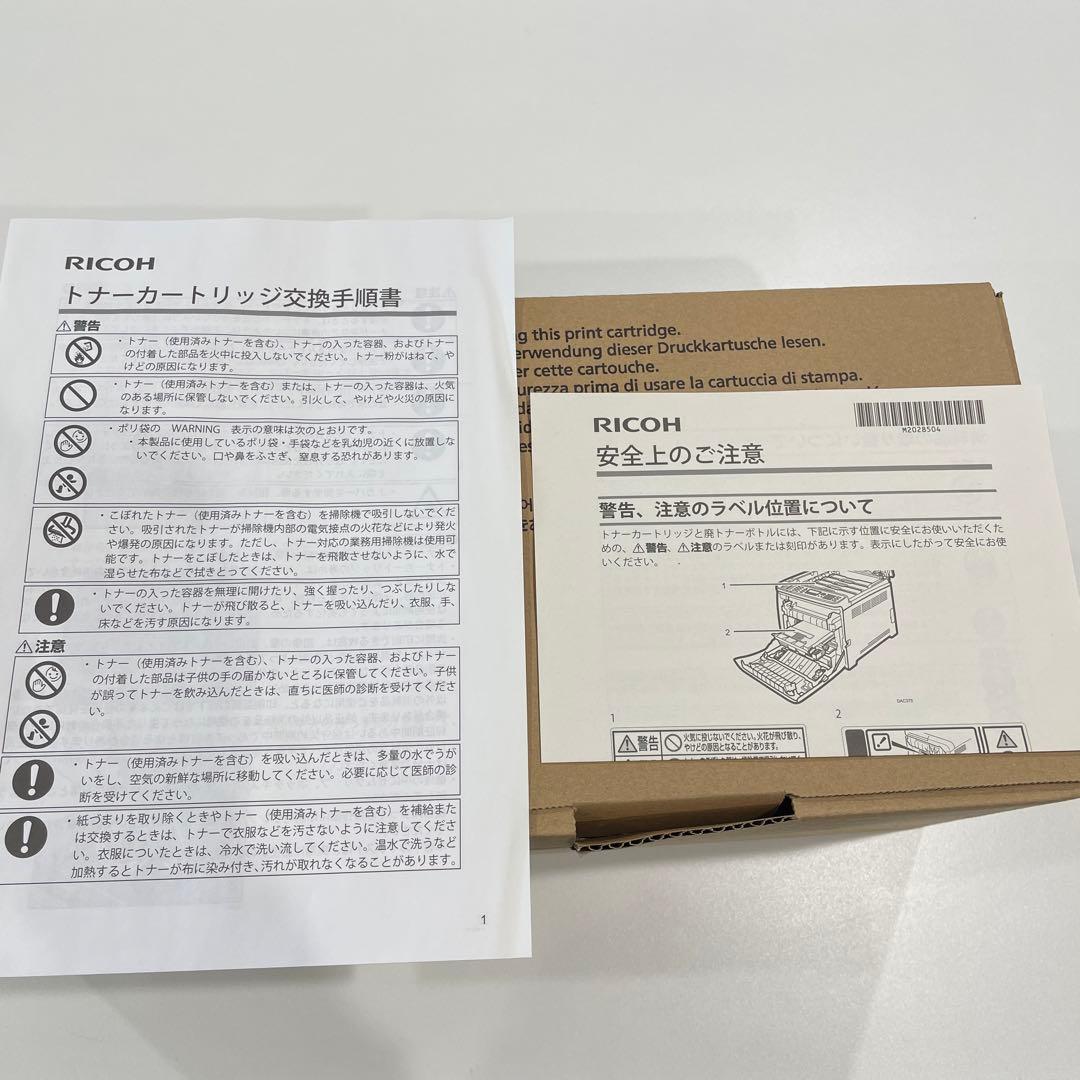 RICOH
トナーカートリッジ交換手順書
⚠警告
・トナー（使用済みトナーを含む）、トナーの入った容器、およびトナー
の付着した部品を火中に投入しないでください。トナー粉がはねて、や
けどの原因になります。
・トナー（使用済みトナーを含む）または、トナーの入った容器は、火気
のある場所に保管しないでください。引火して、やけどや火災の原因に
なります。
・ポリ袋の WARNING 表示の意味は次のとおりです。
・本製品に使用しているポリ袋・手袋などを乳幼児の近くに放置しな
いでください。口や鼻をふさぎ、窒息する恐れがあります。
・こぼれたトナー（使用済みトナーを含む）を掃除機で吸引しないでくだ
さい。吸引されたトナーが掃除機内部の電気接点の火花などにより発火
や爆発の原因になります。ただし、トナー対応の業務用掃除機は使用可
能です。トナーをこぼしたときは、トナーを飛散させないように、水で
湿らせた布などで拭きとってください。
・トナーの入った容器を無理に開けたり、強く握ったり、つぶしたりしな
いでください。トナーが飛び散ると、トナーを吸い込んだり、衣服、手、
床などを汚す原因になります。
⚠注意
・トナー（使用済みトナーを含む）、トナーの入った容器、およびトナー
の付着した部品は子供の手の届かないところに保管してください。子供
が誤ってトナーを飲み込んだときは、直ちに医師の診断を受けてくださ
い。
・トナー（使用済みトナーを含む）を吸い込んだときは、多量の水でうが
いをし、空気の新鮮な場所に移動してください。必要に応じて医師の診
断を受けてください。
・紙づまりを取り除くときやトナー（使用済みトナーを含む）を補給また
は交換するときは、トナーで衣服などを汚さないように注意してくださ
い。衣服についたときは、冷水で洗い流してください。温水で洗うなど
加熱するとトナーが布に染み付き、汚れが取れなくなることがあります。
1
g this print cartridge.
erwendung dieser Druckkartusche lesen.
er cette cartouche.
urezza prima di usare la cartuccia di stampa.
RICOH
M2028504
安全上のご注意
警告、注意のラベル位置について
トナーカートリッジと廃トナーボトルには、下記に示す位置に安全にお使いいただくた
めの、⚠警告、⚠注意のラベルまたは刻印があります。表示にしたがって安全にお使
いください。
1
2
DAC375
1
2
⚠警告
火気に投じないでください。火花が飛び散り、
やけどの原因となることがあります。